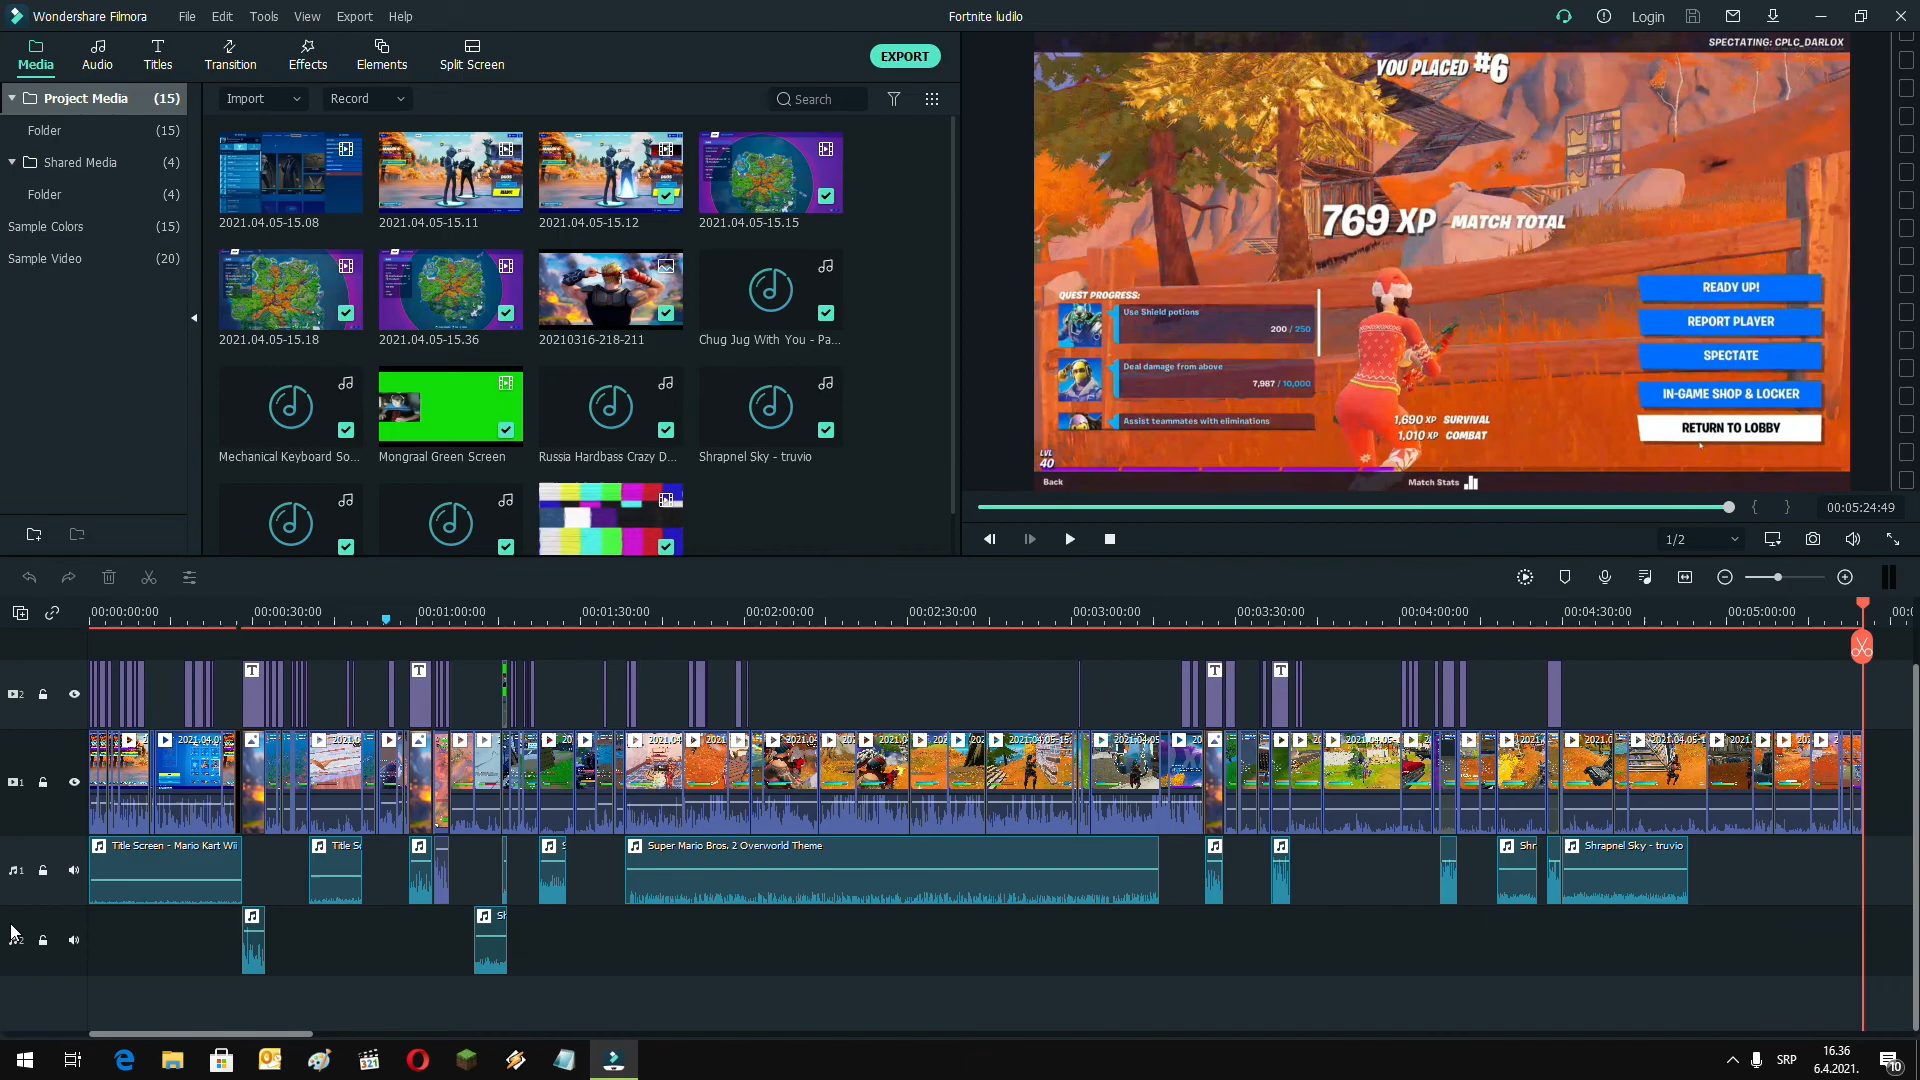 Wondershare Filmora
File Edit Tools View Export Help
Fortnite ludilo
Login
Media Audio Titles Transition Effects Elements Split Screen
EXPORT
Project Media (15)
Folder (15)
Shared Media (4)
Folder (4)
Sample Colors (15)
Sample Video (20)
Import Record Search
2021.04.05-15.08 2021.04.05-15.11 2021.04.05-15.12 2021.04.05-15.15
2021.04.05-15.18 2021.04.05-15.36 20210316-218-211 Chug Jug With You - Pa...
Mechanical Keyboard So... Mongraal Green Screen Russia Hardbass Crazy D... Shrapnel Sky - truvio
SPECTATING: CPLC_DARLOX
YOU PLACED #6
769 XP MATCH TOTAL
QUEST PROGRESS:
Use Shield potions
200 / 250
Deal damage from above
7,987 / 10,000
Assist teammates with eliminations
1,690 XP SURVIVAL
1,010 XP COMBAT
LVL
40
READY UP!
REPORT PLAYER
SPECTATE
IN-GAME SHOP & LOCKER
RETURN TO LOBBY
Back
Match Stats
{ } 00:05:24:49
1/2
00:00:00:00 00:00:30:00 00:01:00:00 00:01:30:00 00:02:00:00 00:02:30:00 00:03:00:00 00:03:30:00 00:04:00:00 00:04:30:00 00:05:00:00
2
T T T T
1
1
Title Screen - Mario Kart Wii
Title Sc
Super Mario Bros. 2 Overworld Theme
Shr
Shrapnel Sky - truvio
2
Sh
321
SRP
16.36
6.4.2021.
10